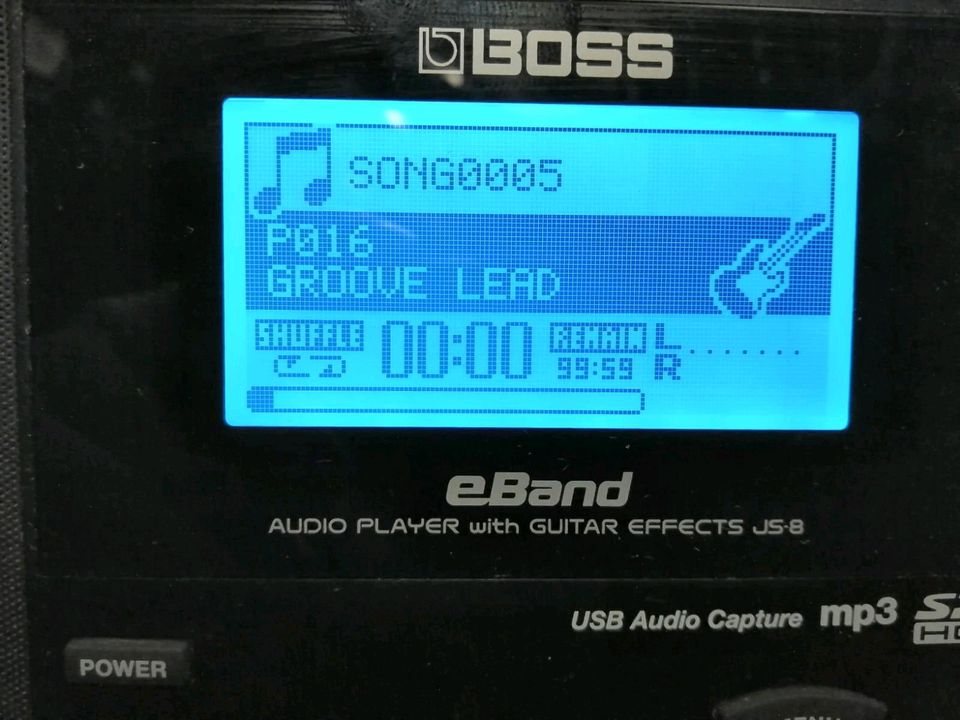 BOSS
SONG0005
P016
GROOVE LEAD
SHUFFLE 00:00 REMAIN L
99:59 R
eBand
AUDIO PLAYER with GUITAR EFFECTS JS-8
USB Audio Capture mp3
POWER